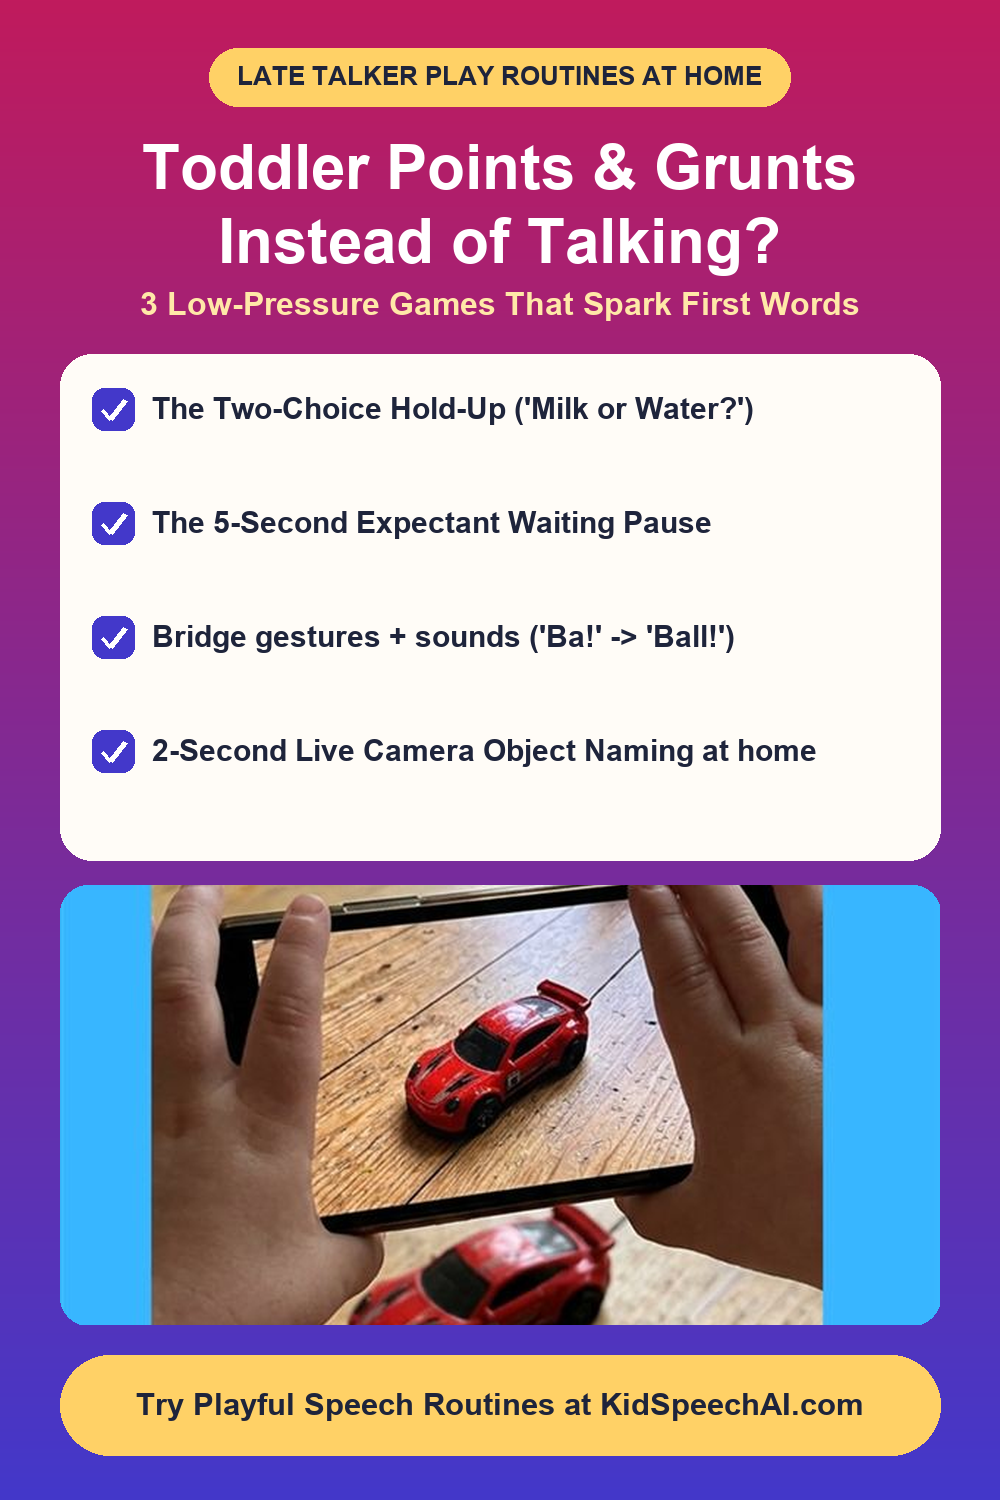 LATE TALKER PLAY ROUTINES AT HOME
Toddler Points & Grunts
Instead of Talking?
3 Low-Pressure Games That Spark First Words
The Two-Choice Hold-Up ('Milk or Water?')
The 5-Second Expectant Waiting Pause
Bridge gestures + sounds ('Ba!' -> 'Ball!')
2-Second Live Camera Object Naming at home
Try Playful Speech Routines at KidSpeechAI.com